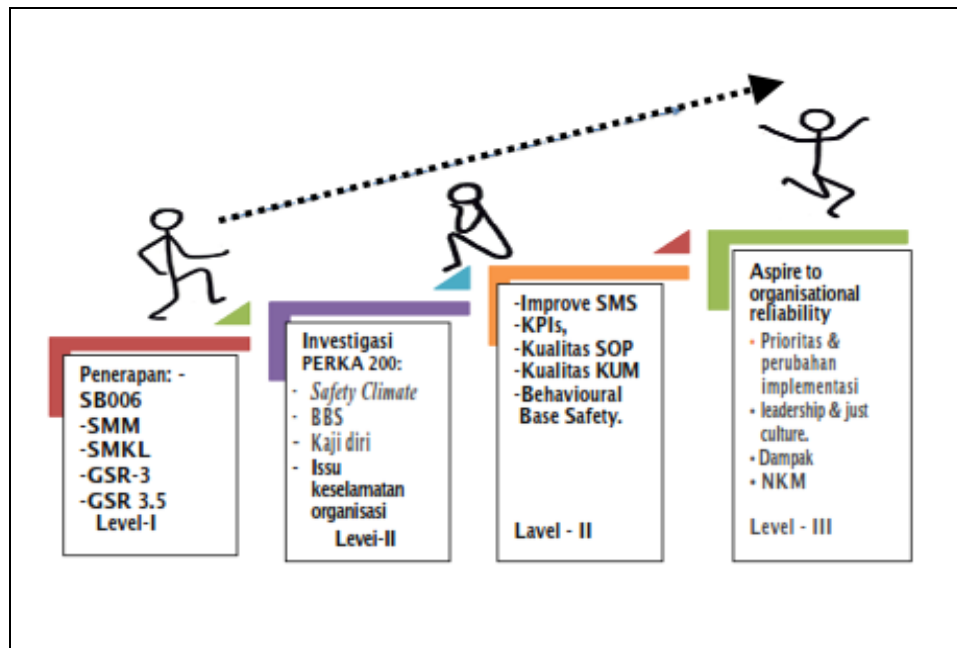 Penerapan: -
SB006
-SMM
-SMKL
-GSR-3
-GSR 3.5
Level-I
Investigasi
PERKA 200:
- Safety Climate
- BBS
- Kaji diri
- Issu
keselamatan
organisasi
Levei-II
-Improve SMS
-KPIs,
-Kualitas SOP
-Kualitas KUM
-Behavioural
Base Safety.
Lavel - II
Aspire to
organisational
reliability
• Prioritas &
perubahan
implementasi
• leadership & just
culture.
• Dampak
• NKM
Level - III